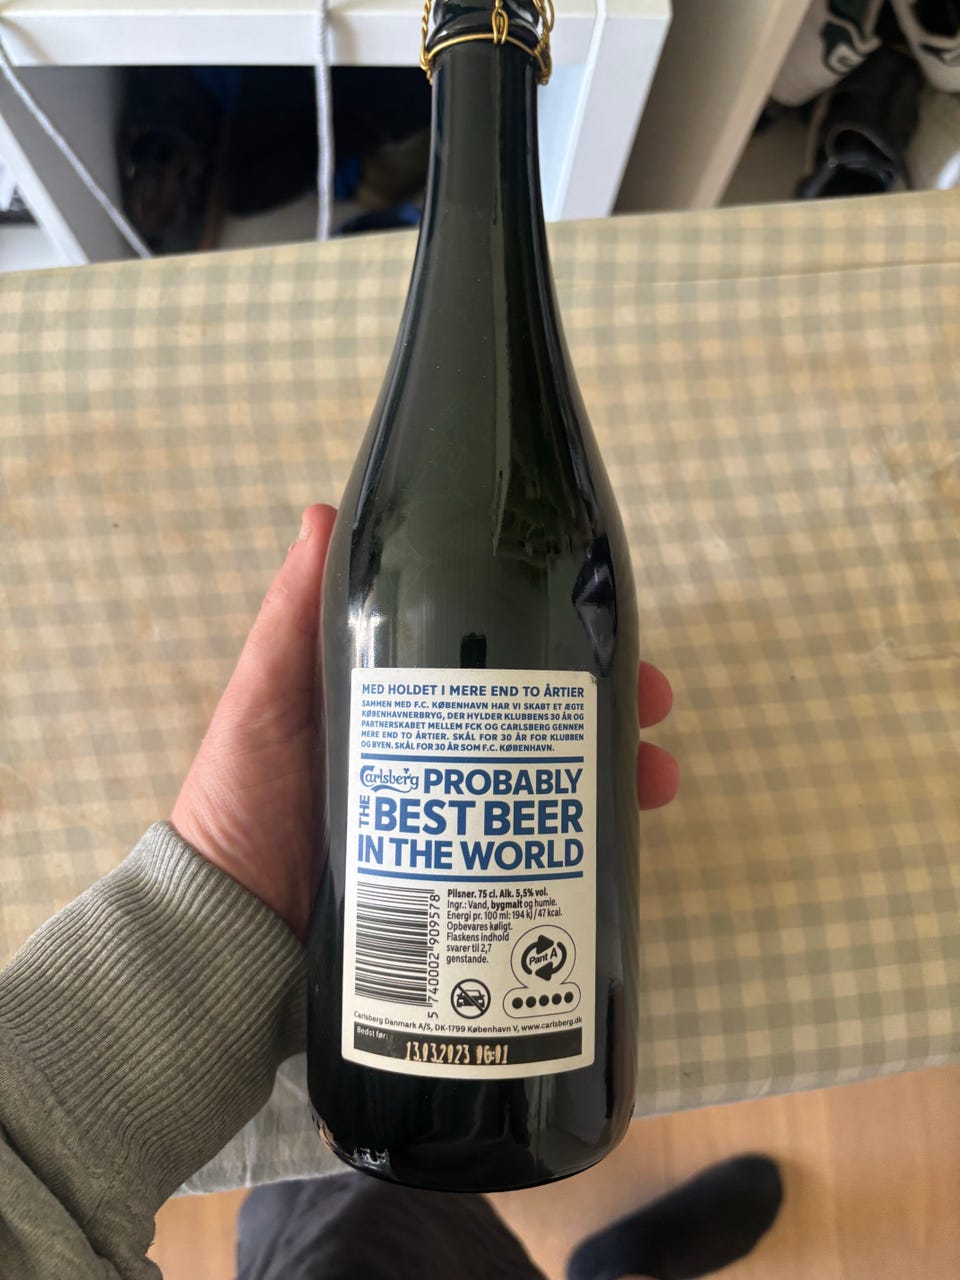 MED HOLDET I MERE END TO ÅRTIER
SAMMEN MED F.C. KØBENHAVN HAR VI SKABT ET ÆGTE
KØBENHAVNERBRYG, DER HYLDER KLUBBENS 30 ÅR OG
PARTNERSKABET MELLEM FCK OG CARLSBERG GENNEM
MERE END TO ÅRTIER. SKÅL FOR 30 ÅR FOR KLUBBEN
OG BYEN. SKÅL FOR 30 ÅR SOM F.C. KØBENHAVN.
Carlsberg PROBABLY
THE BEST BEER
IN THE WORLD
Pilsner. 75 cl. Alk. 5,5% vol.
Ingr.: Vand, bygmalt og humle.
Energi pr. 100 ml: 194 kJ / 47 kcal.
Opbevares køligt.
Flaskens indhold
svarer til 2,7
genstande.
Pant A
5 740002 909578
Carlsberg Danmark A/S, DK-1799 København V, www.carlsberg.dk
Bedst før:
13.03.2023 06:01